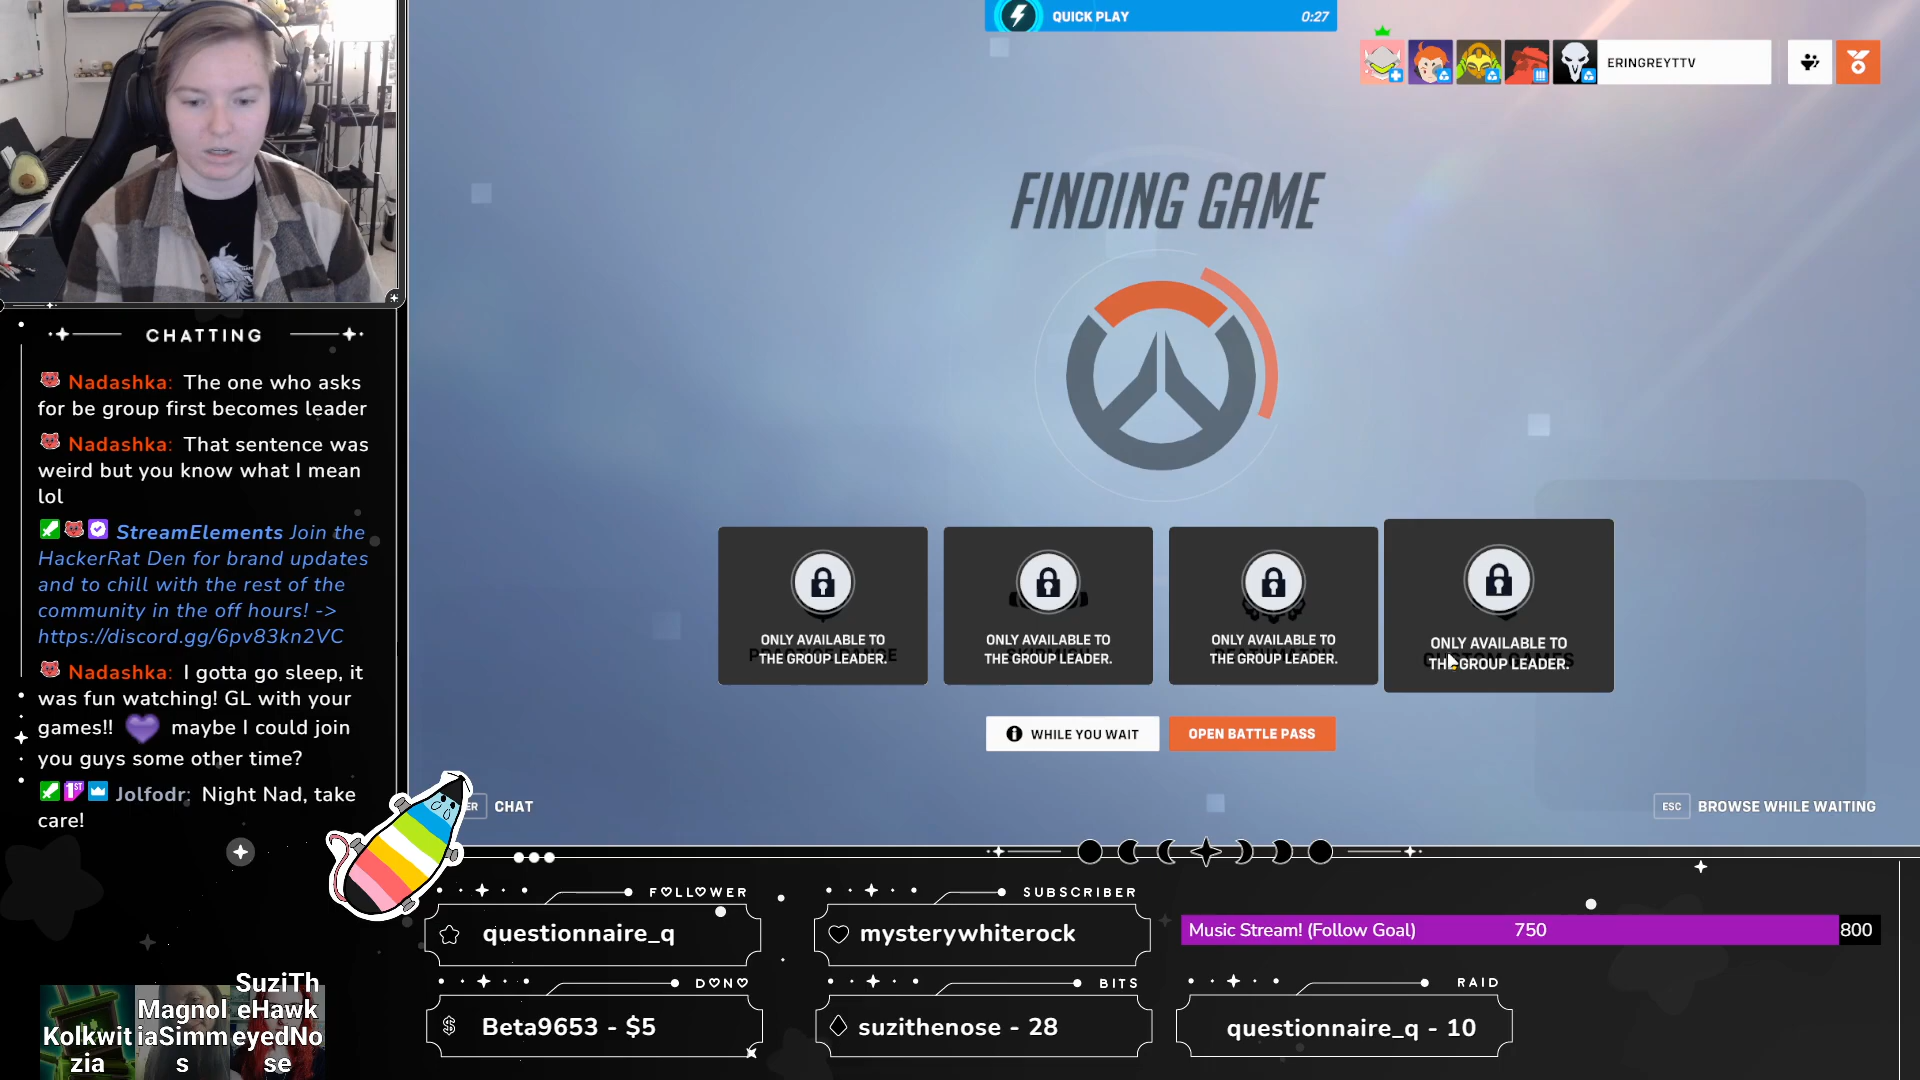 QUICK PLAY
0:27
ERINGREYTTV
FINDING GAME
ONLY AVAILABLE TO
THE GROUP LEADER.
ONLY AVAILABLE TO
THE GROUP LEADER.
ONLY AVAILABLE TO
THE GROUP LEADER.
ONLY AVAILABLE TO
THE GROUP LEADER.
WHILE YOU WAIT
OPEN BATTLE PASS
CHAT
ESC
BROWSE WHILE WAITING
CHATTING
Nadashka: The one who asks
for be group first becomes leader
Nadashka: That sentence was
weird but you know what I mean
lol
StreamElements Join the
HackerRat Den for brand updates
and to chill with the rest of the
community in the off hours! ->
https://discord.gg/6pv83kn2VC
Nadashka: I gotta go sleep, it
was fun watching! GL with your
games!! maybe I could join
you guys some other time?
1ST
Jolfodr: Night Nad, take
care!
FOLLOWER
questionnaire_q
SUBSCRIBER
mysterywhiterock
Music Stream! (Follow Goal)
750
800
DONO
Beta9653 - $5
BITS
suzithenose - 28
RAID
questionnaire_q - 10
Kolkwit
zia
Magnol
iaSimm
s
SuziTh
eHawk
eyedNo
se